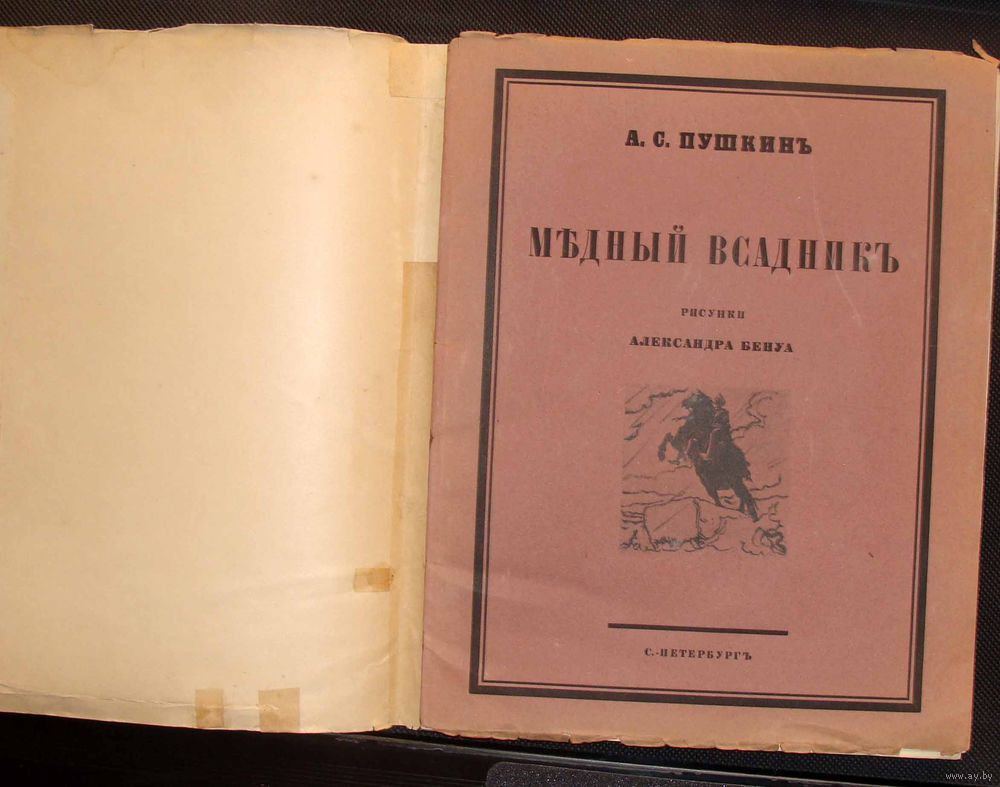 А. С. ПУШКИНЪ
МѢДНЫЙ ВСАДНИКЪ
РИСУНКИ
АЛЕКСАНДРА БЕНУА
С.-ПЕТЕРБУРГЪ
www.ay.by